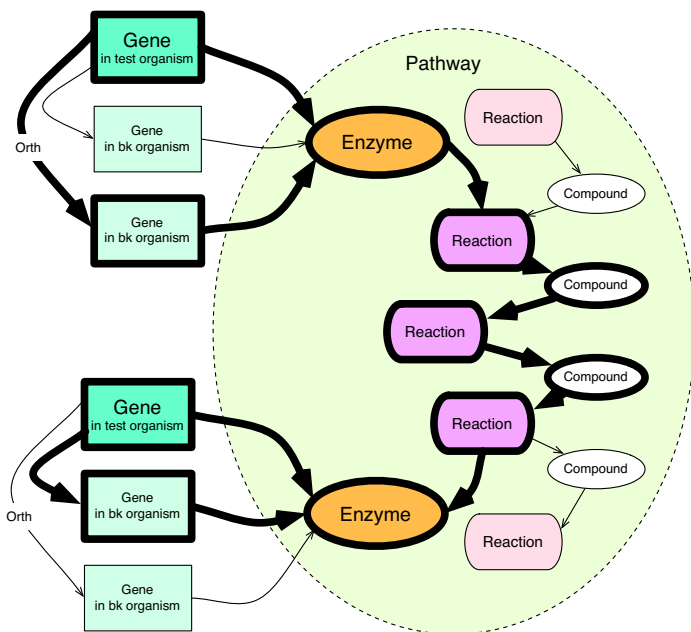 Gene
in test organism
Pathway
Orth
Gene
in bk organism
Enzyme
Reaction
Compound
Gene
in bk organism
Reaction
Compound
Reaction
Compound
Gene
in test organism
Reaction
Compound
Gene
in bk organism
Orth
Enzyme
Reaction
Gene
in bk organism